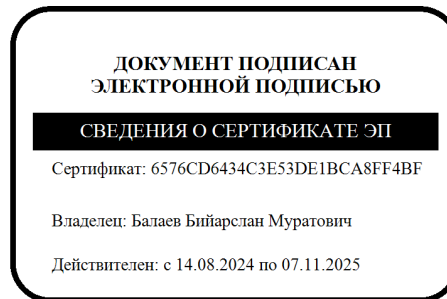 ДОКУМЕНТ ПОДПИСАН
ЭЛЕКТРОННОЙ ПОДПИСЬЮ
СВЕДЕНИЯ О СЕРТИФИКАТЕ ЭП
Сертификат: 6576CD6434C3E53DE1BCA8FF4BF
Владелец: Балаев Бийарслан Муратович
Действителен: с 14.08.2024 по 07.11.2025